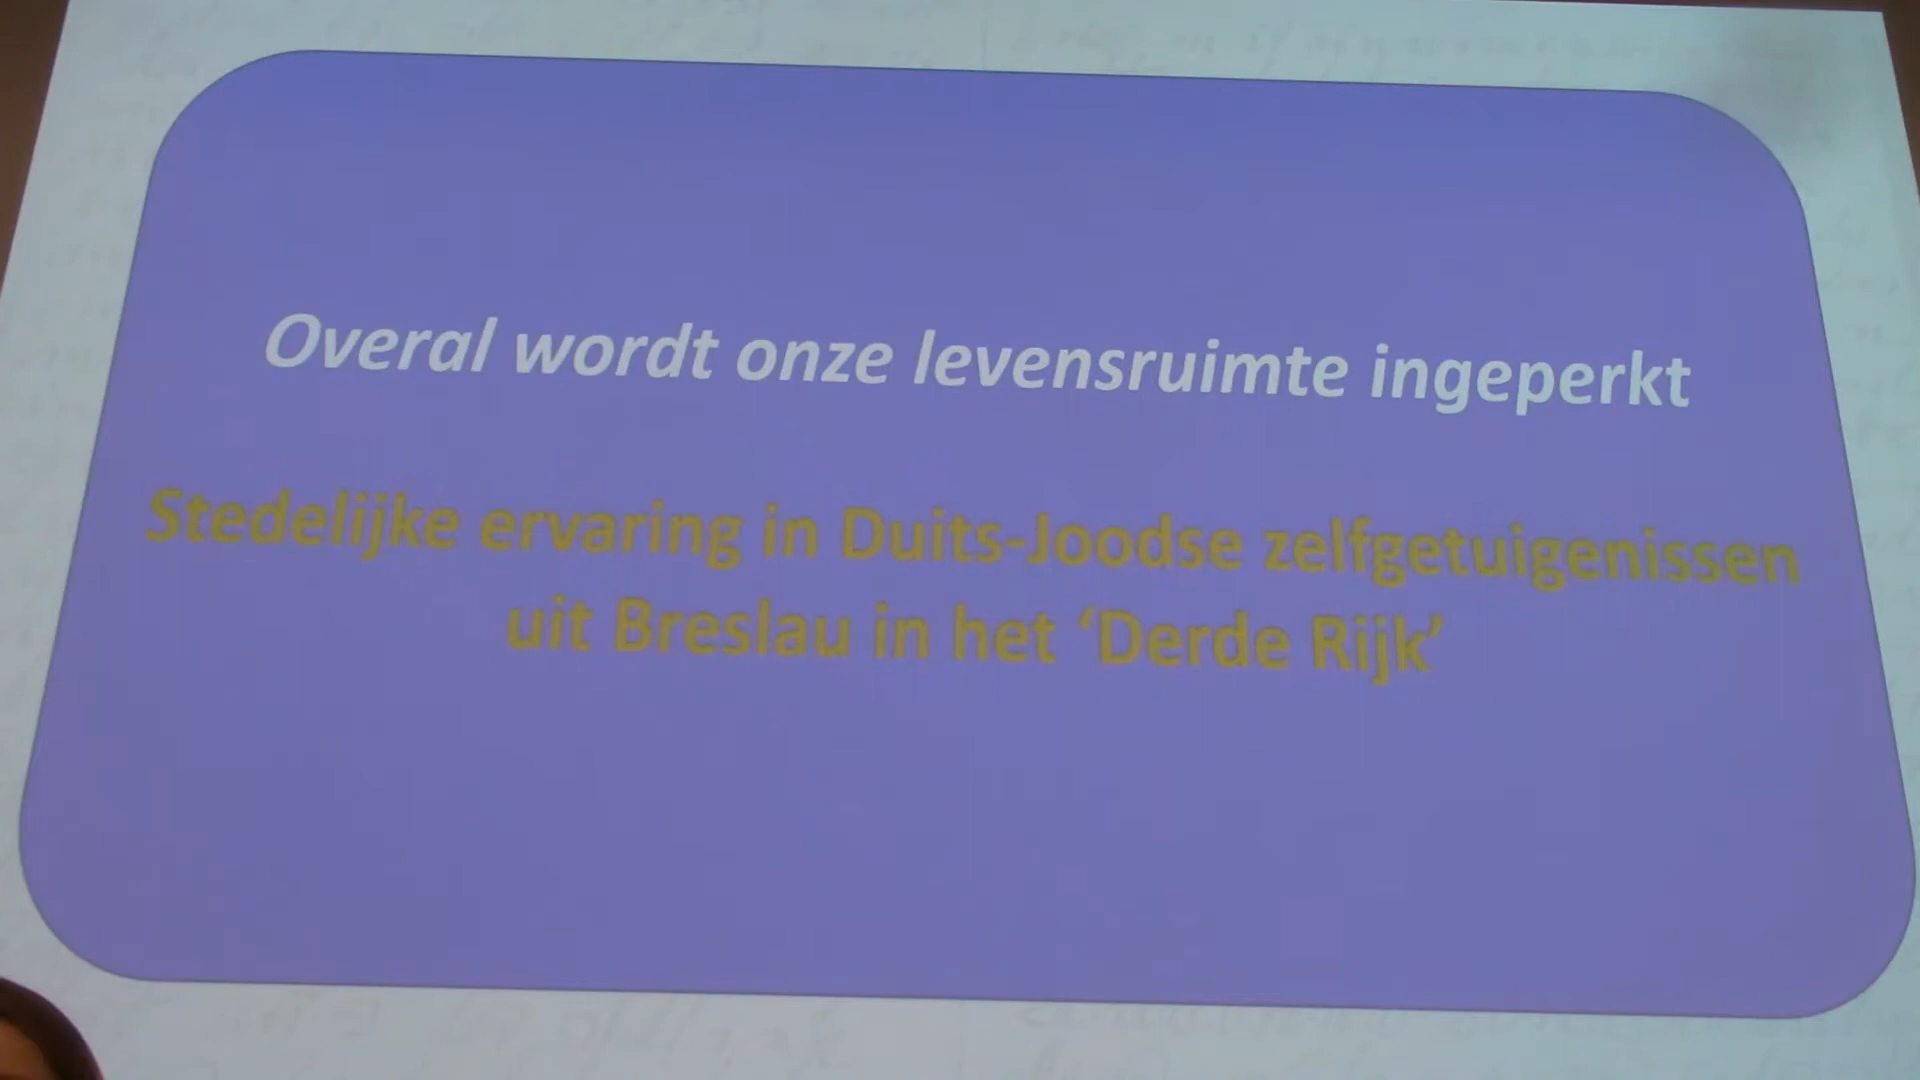 Overal wordt onze levensruimte ingeperkt
Stedelijke ervaring in Duits-Joodse zelfgetuigenissen
uit Breslau in het ‘Derde Rijk’